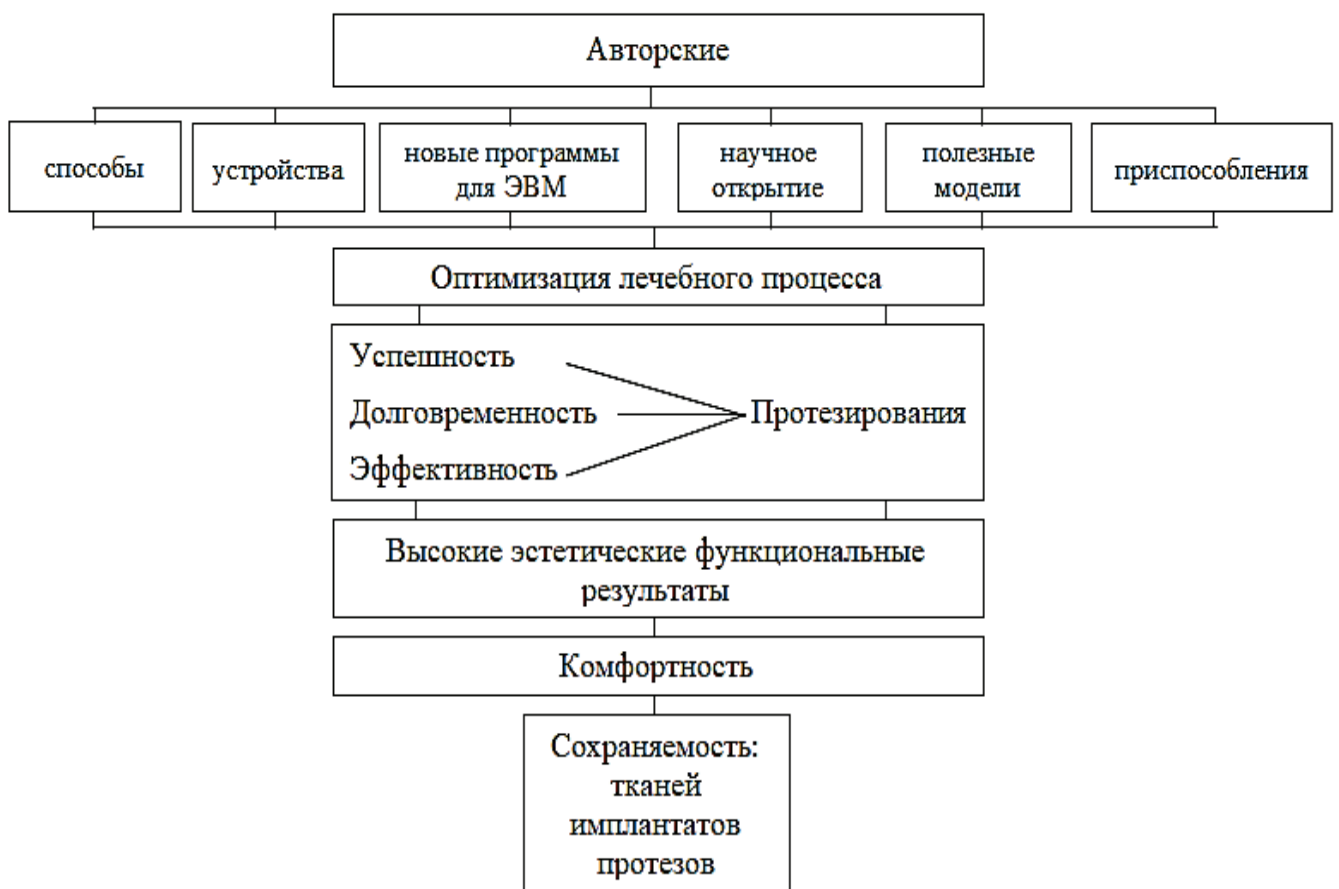 Авторские
способы
устройства
новые программы
для ЭВМ
научное
открытие
полезные
модели
приспособления
Оптимизация лечебного процесса
Успешность
Долговременность
Протезирования
Эффективность
Высокие эстетические функциональные
результаты
Комфортность
Сохраняемость:
тканей
имплантатов
протезов